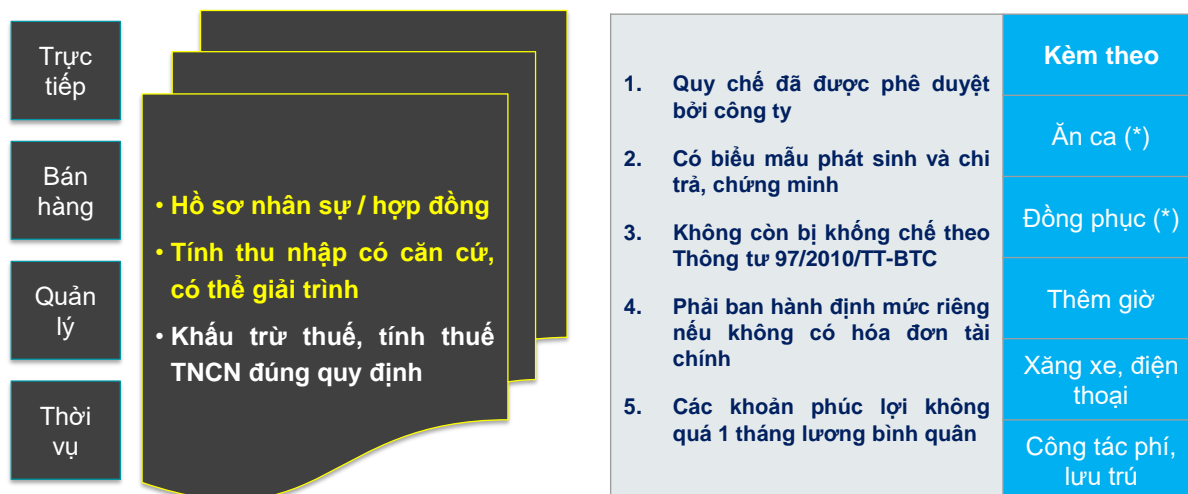 Trực
tiếp
Bán
hàng
Quản
lý
Thời
vụ
• Hồ sơ nhân sự / hợp đồng
• Tính thu nhập có căn cứ,
có thể giải trình
• Khấu trừ thuế, tính thuế
TNCN đúng quy định
1. Quy chế đã được phê duyệt
bởi công ty
2. Có biểu mẫu phát sinh và chi
trả, chứng minh
3. Không còn bị khống chế theo
Thông tư 97/2010/TT-BTC
4. Phải ban hành định mức riêng
nếu không có hóa đơn tài
chính
5. Các khoản phúc lợi không
quá 1 tháng lương bình quân
Kèm theo
Ăn ca (*)
Đồng phục (*)
Thêm giờ
Xăng xe, điện
thoại
Công tác phí,
lưu trú